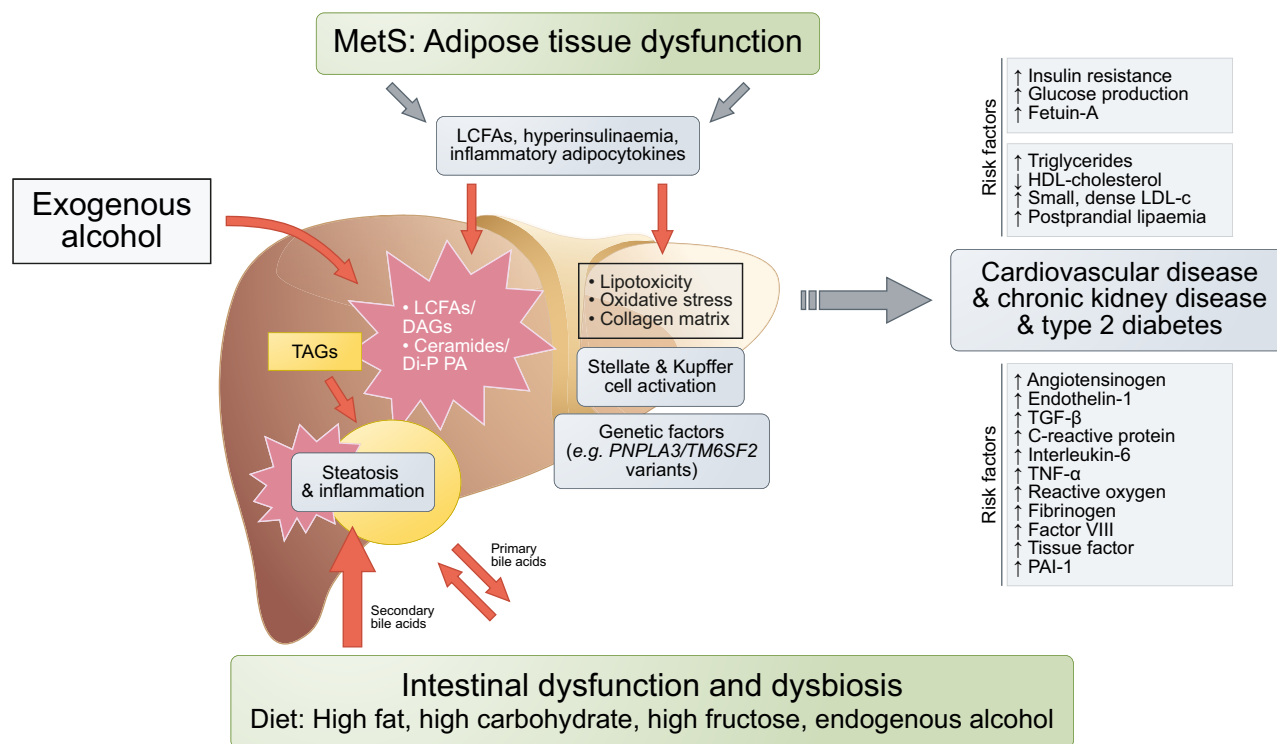 MetS: Adipose tissue dysfunction
LCFAs, hyperinsulinaemia,
inflammatory adipocytokines
Exogenous
alcohol
• LCFAs/
DAGs
• Ceramides/
Di-P PA
TAGs
Steatosis
& inflammation
• Lipotoxicity
• Oxidative stress
• Collagen matrix
Stellate & Kupffer
cell activation
Genetic factors
(e.g. PNPLA3/TM6SF2
variants)
Primary
bile acids
Secondary
bile acids
Intestinal dysfunction and dysbiosis
Diet: High fat, high carbohydrate, high fructose, endogenous alcohol
Risk factors
↑ Insulin resistance
↑ Glucose production
↑ Fetuin-A
↑ Triglycerides
↓ HDL-cholesterol
↑ Small, dense LDL-c
↑ Postprandial lipaemia
Cardiovascular disease
& chronic kidney disease
& type 2 diabetes
Risk factors
↑ Angiotensinogen
↑ Endothelin-1
↑ TGF-β
↑ C-reactive protein
↑ Interleukin-6
↑ TNF-α
↑ Reactive oxygen
↑ Fibrinogen
↑ Factor VIII
↑ Tissue factor
↑ PAI-1